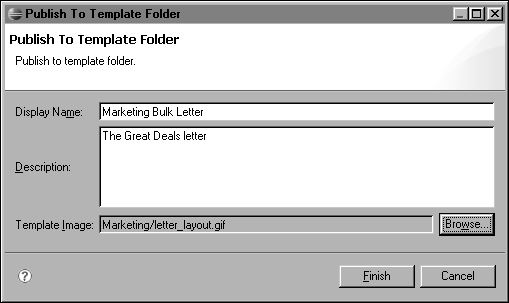 Publish To Template Folder
Publish To Template Folder
Publish to template folder.
Display Name: Marketing Bulk Letter
Description: The Great Deals letter
Template Image: Marketing/letter_layout.gif Browse...
? Finish Cancel